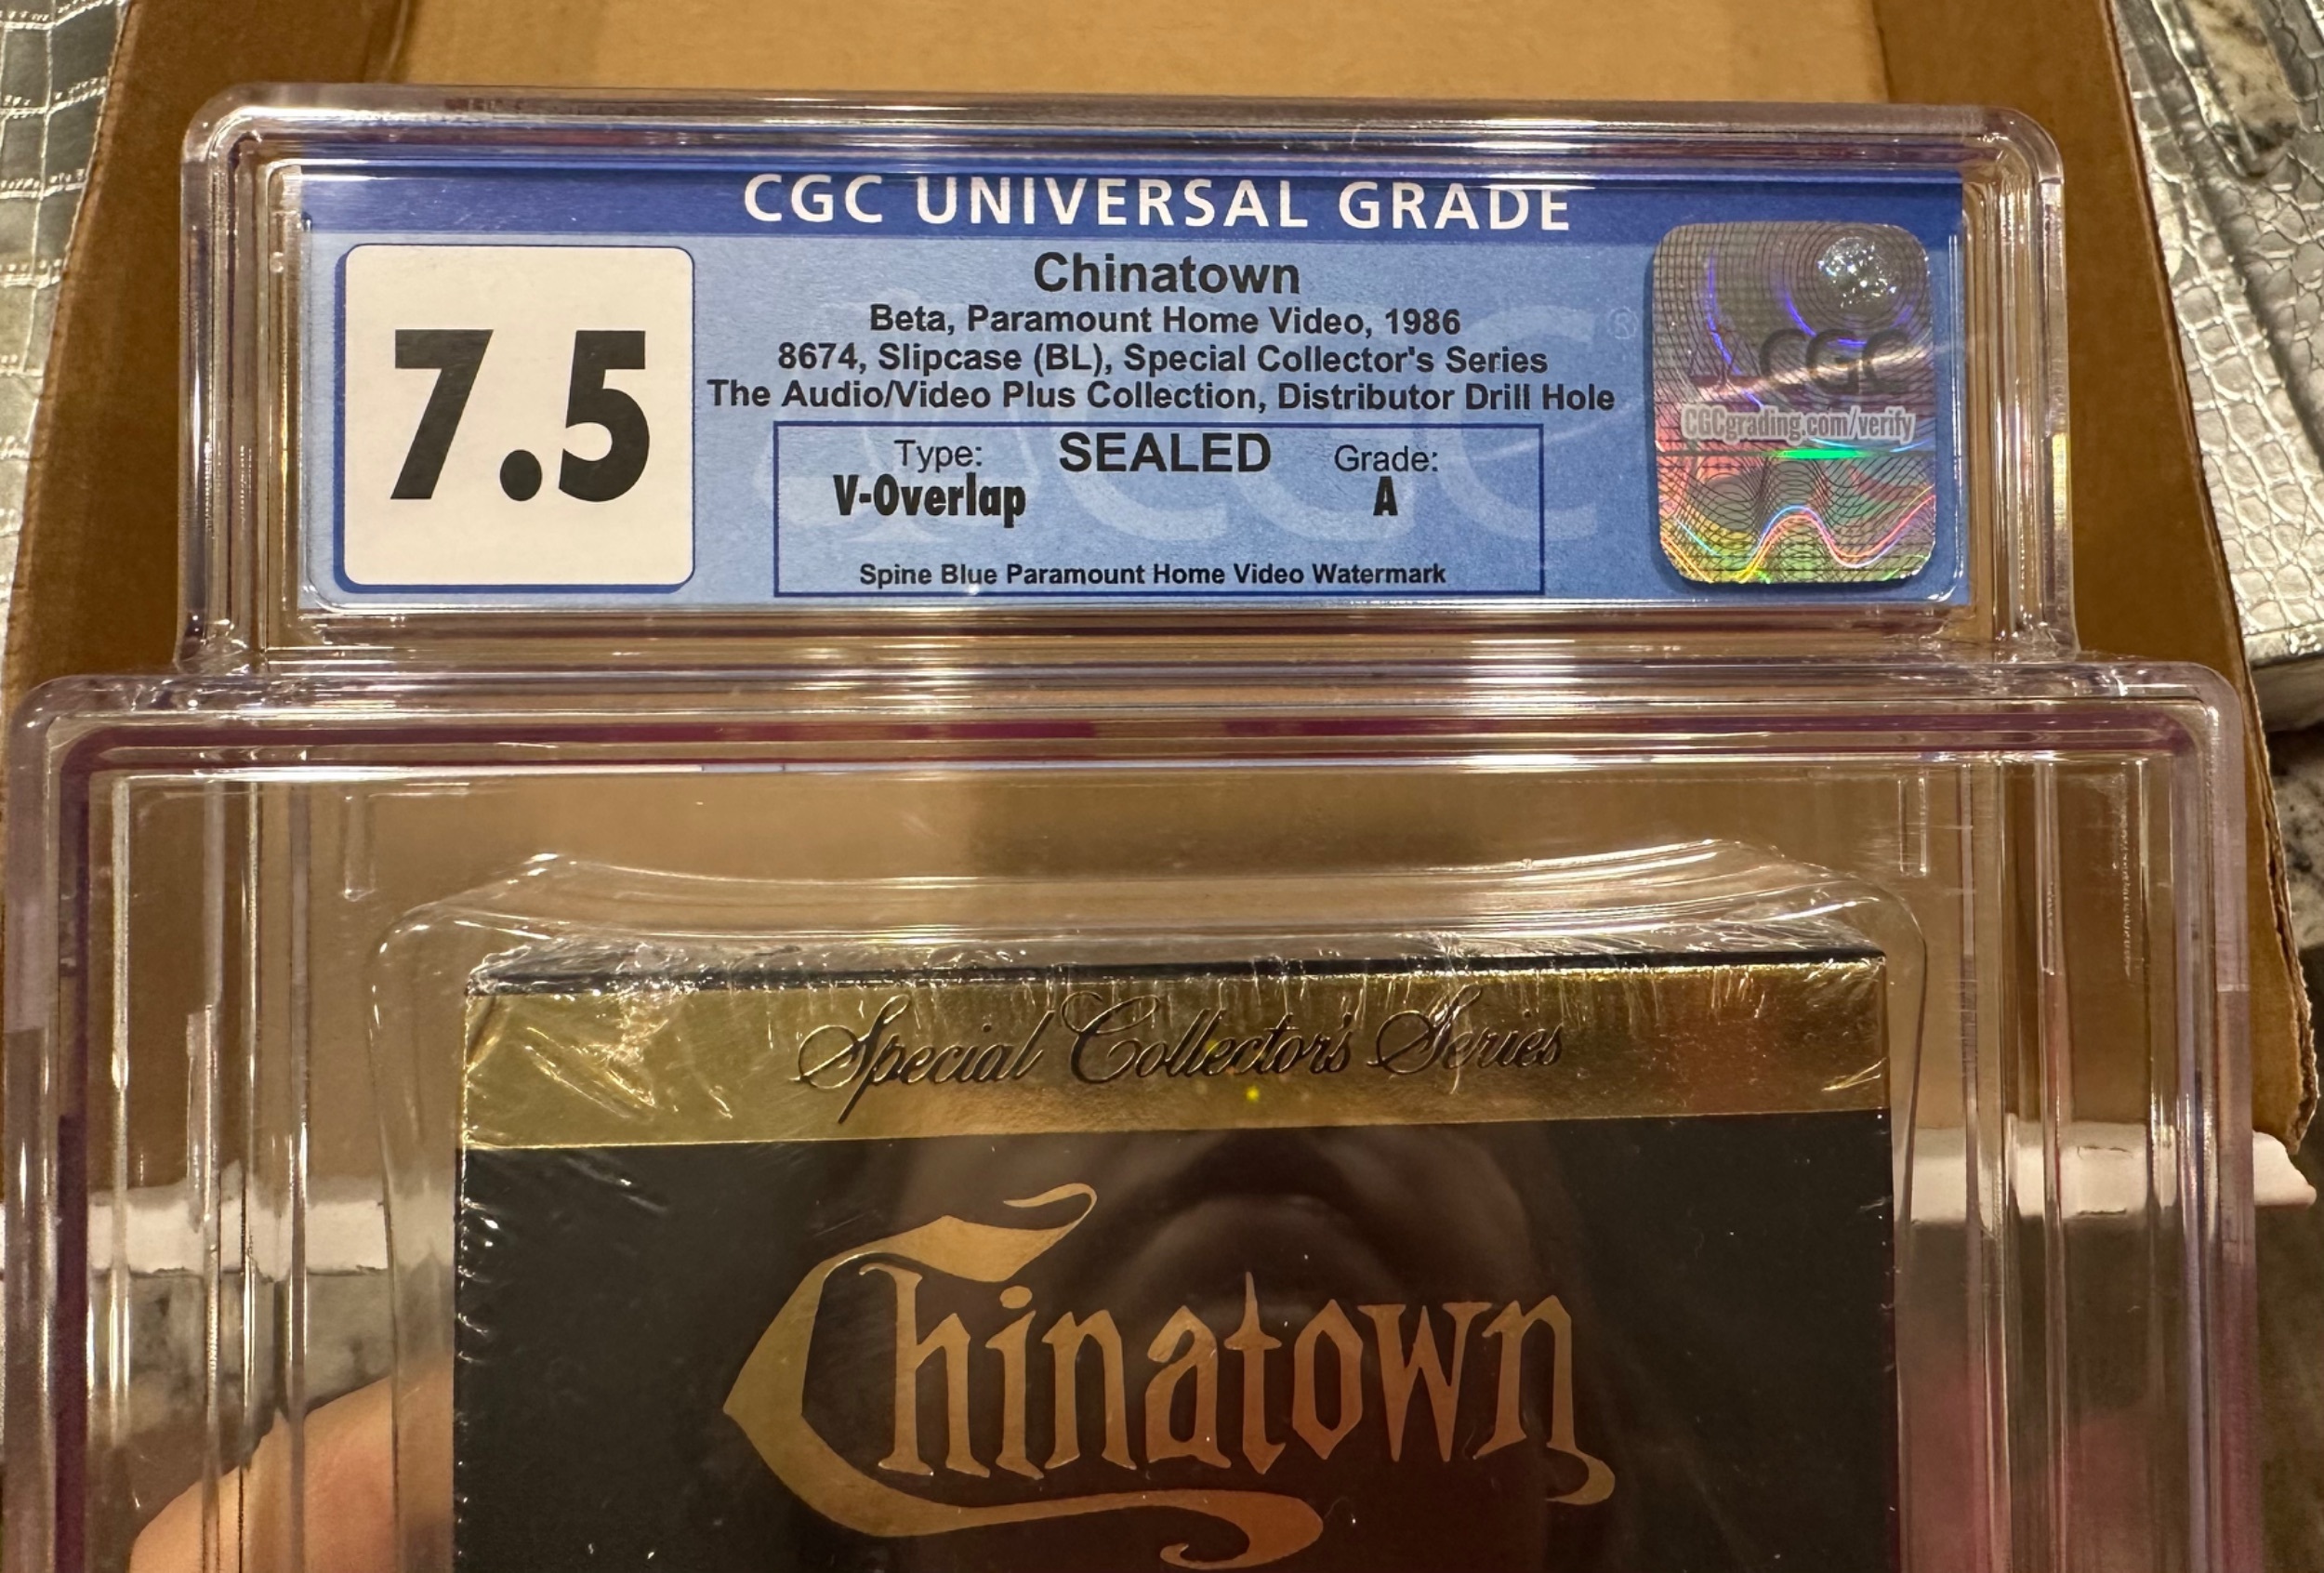 CGC UNIVERSAL GRADE
7.5
Chinatown
Beta, Paramount Home Video, 1986
8674, Slipcase (BL), Special Collector's Series
The Audio/Video Plus Collection, Distributor Drill Hole
Type:
V-Overlap
SEALED
Grade:
A
Spine Blue Paramount Home Video Watermark
CGC
®
CGC
CGCgrading.com/verify
Special Collector's Series
Chinatown